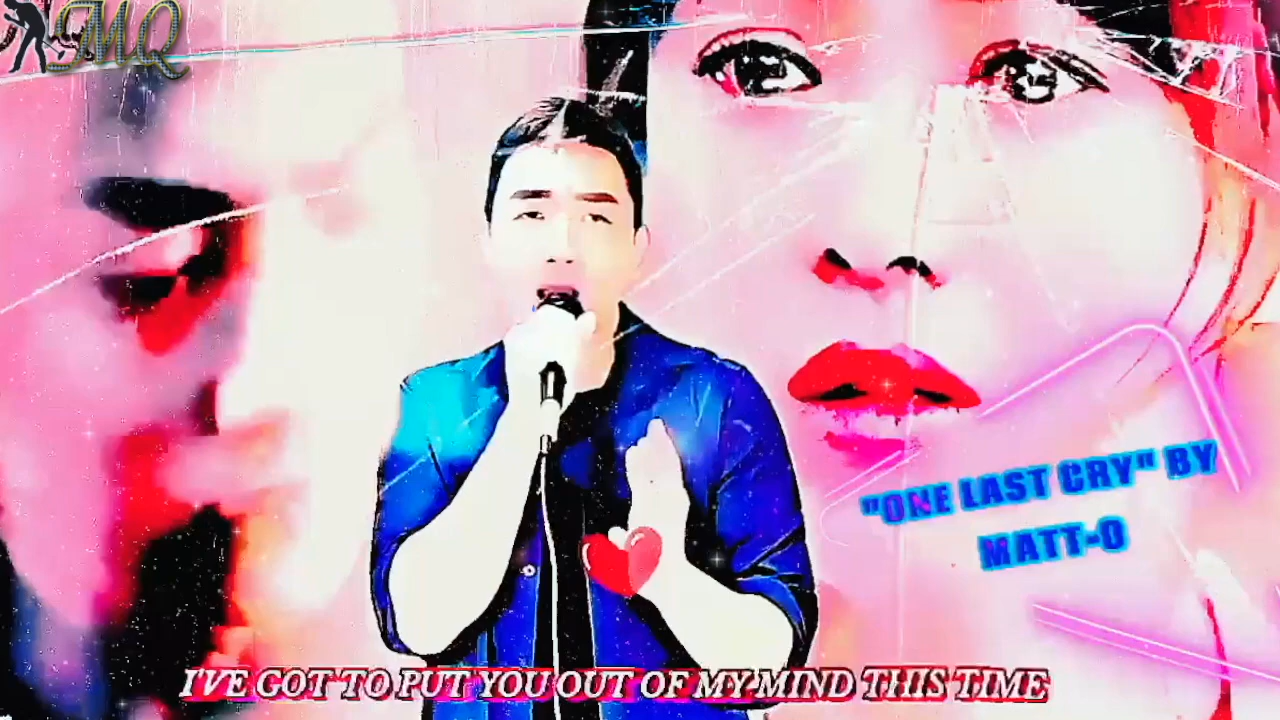 MQ
"ONE LAST CRY" BY
MATT-O
I'VE GOT TO PUT YOU OUT OF MY MIND THIS TIME